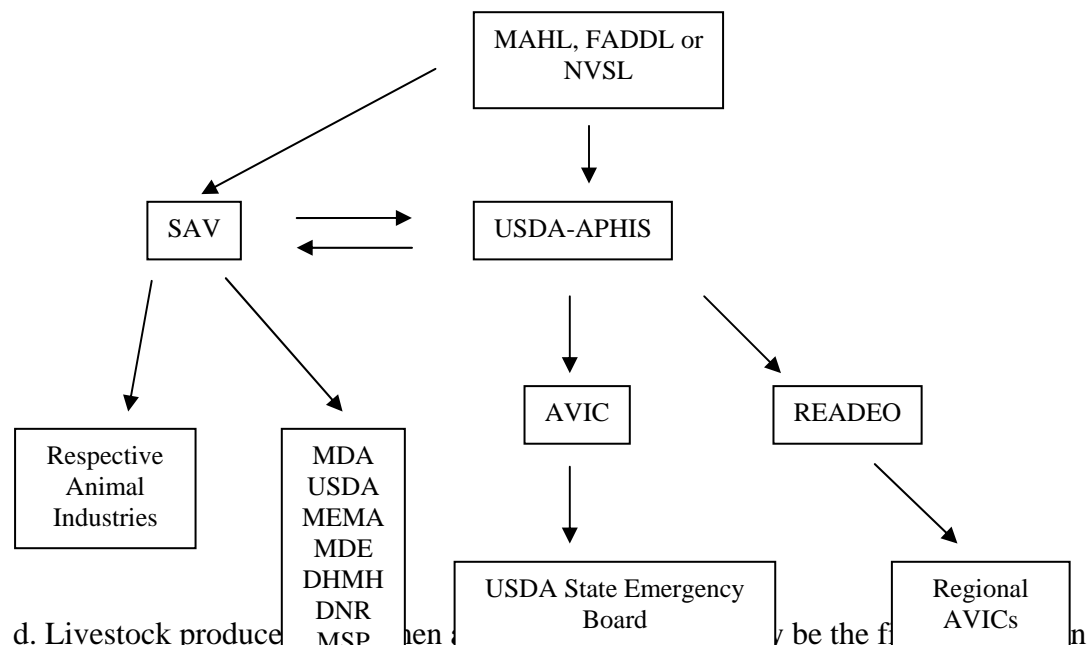 MAHL, FADDL or
NVSL
SAV
USDA-APHIS
AVIC
READEO
Respective
Animal
Industries
MDA
USDA
MEMA
MDE
DHMH
DNR
MSP
USDA State Emergency
Board
Regional
AVICs
d. Livestock be the